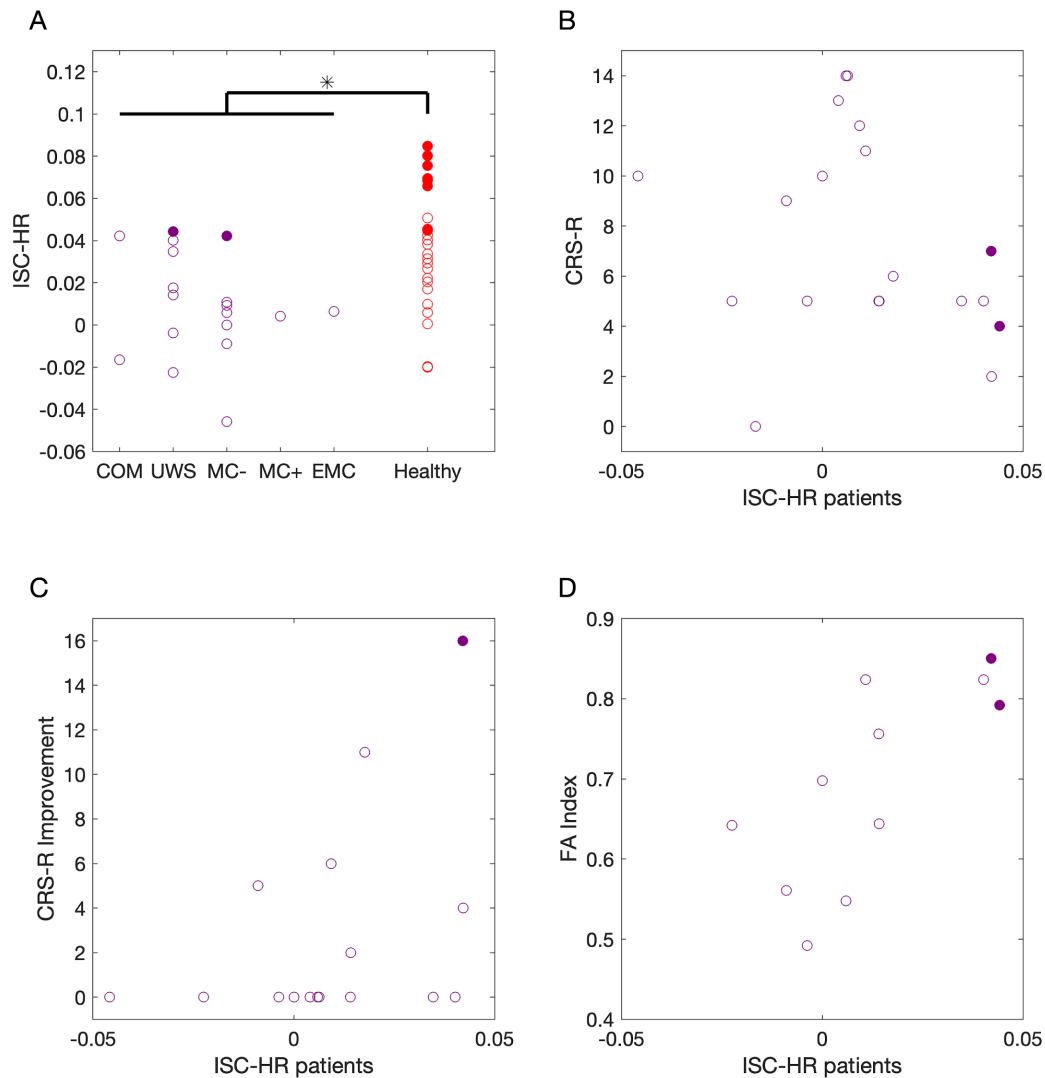 A
0.12
0.1
0.08
0.06
0.04
0.02
0
-0.02
-0.04
-0.06
ISC-HR
COM UWS MC- MC+ EMC Healthy
B
14
12
10
8
6
4
2
0
CRS-R
-0.05 0 0.05
ISC-HR patients
C
16
14
12
10
8
6
4
2
0
CRS-R Improvement
-0.05 0 0.05
ISC-HR patients
D
0.9
0.8
0.7
0.6
0.5
0.4
FA Index
-0.05 0 0.05
ISC-HR patients